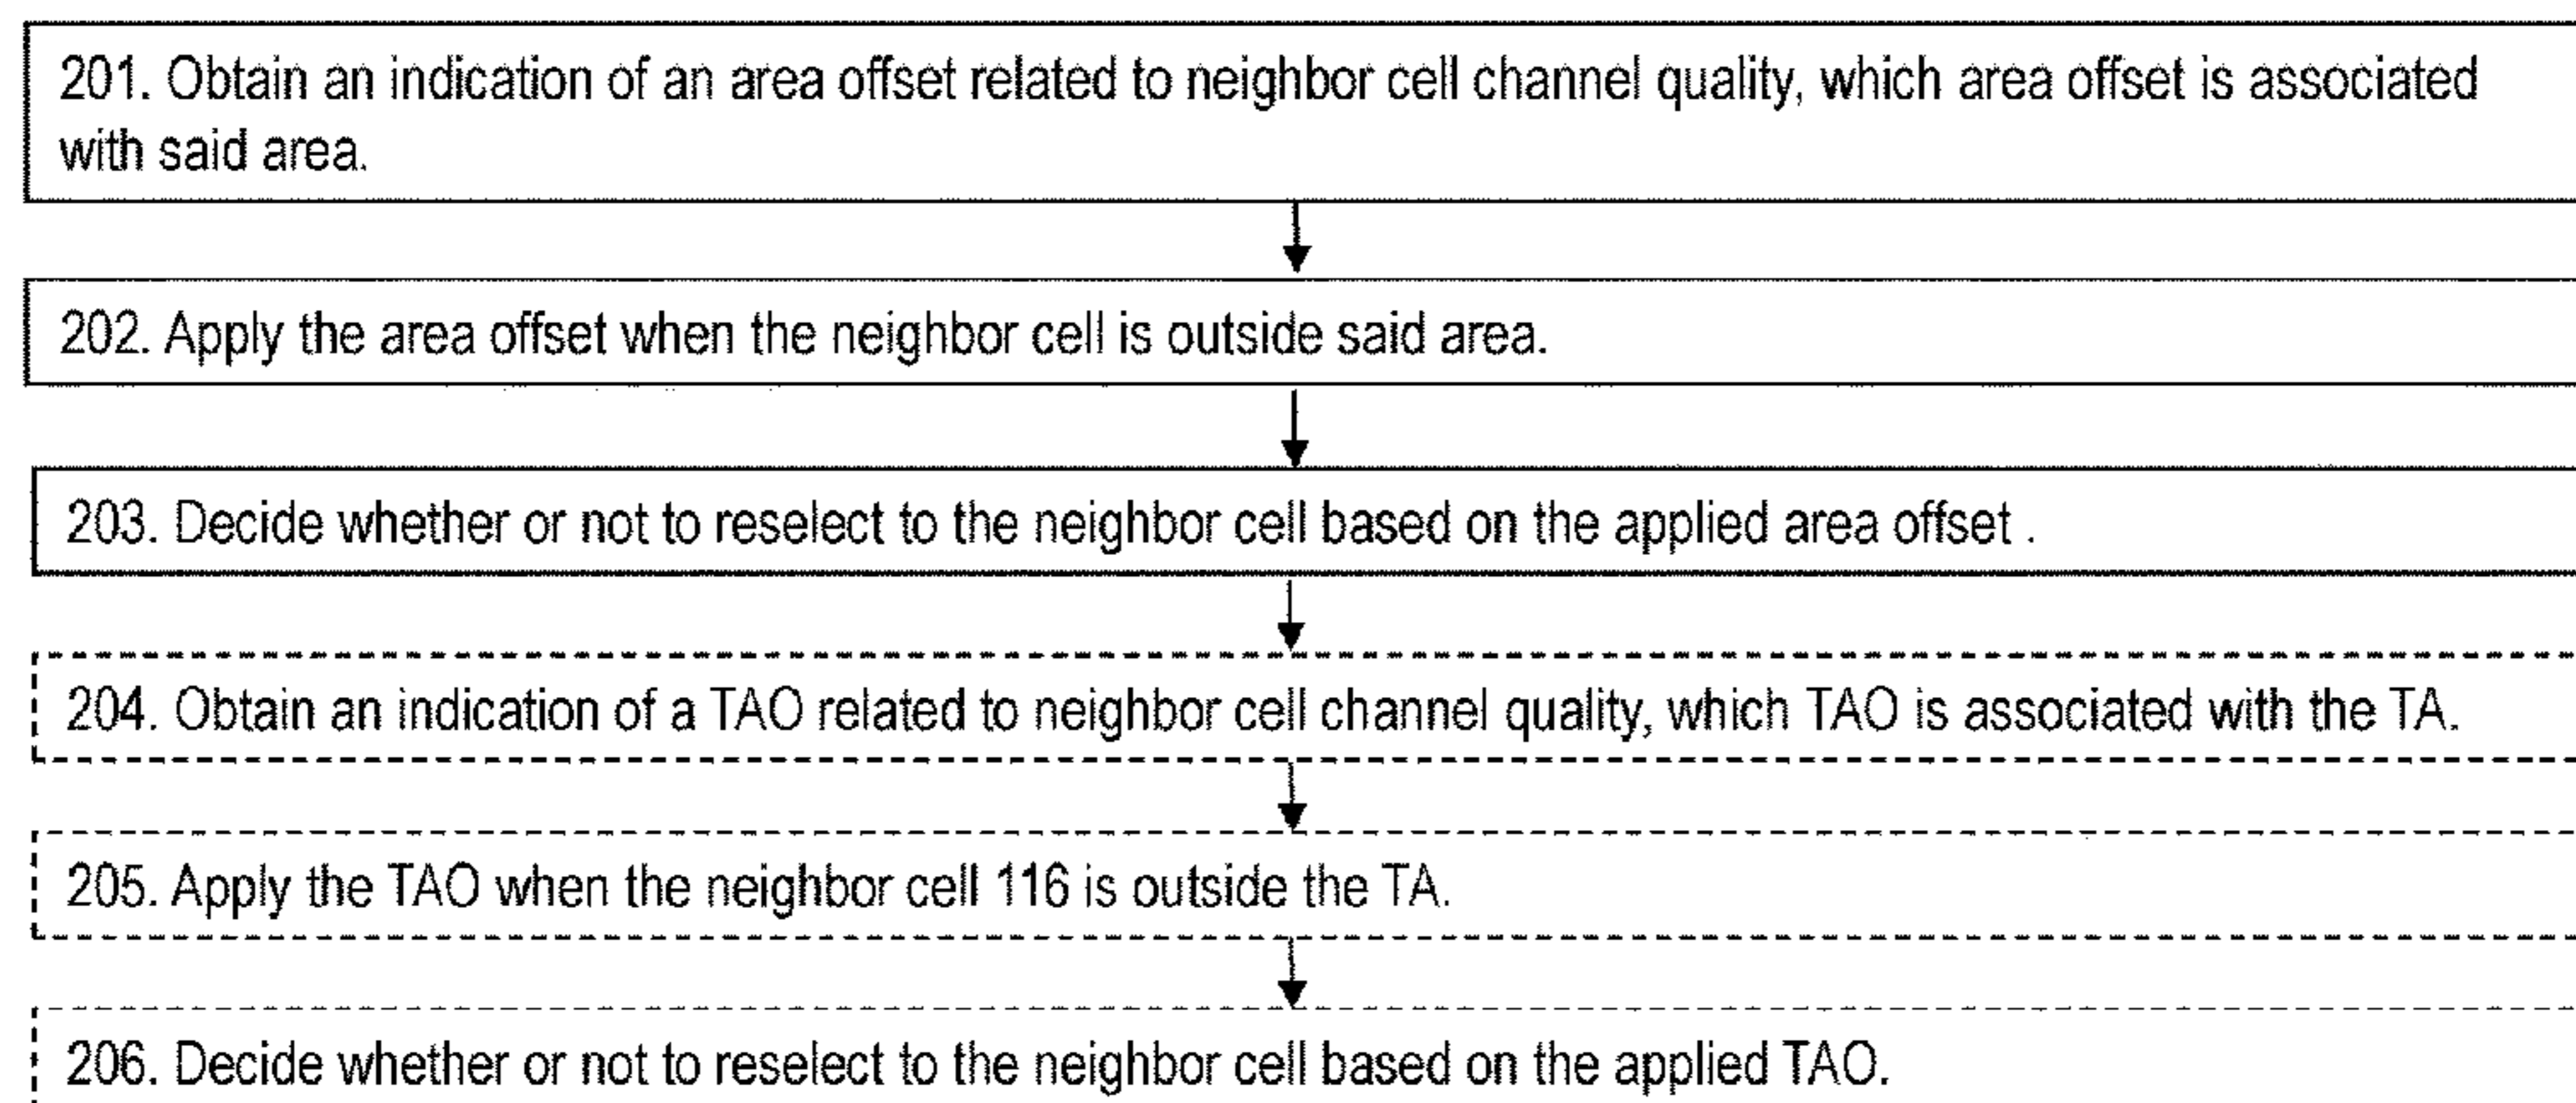 201. Obtain an indication of an area offset related to neighbor cell channel quality, which area offset is associated
with said area.
202. Apply the area offset when the neighbor cell is outside said area.
203. Decide whether or not to reselect to the neighbor cell based on the applied area offset .
204. Obtain an indication of a TAO related to neighbor cell channel quality, which TAO is associated with the TA.
205. Apply the TAO when the neighbor cell 116 is outside the TA.
206. Decide whether or not to reselect to the neighbor cell based on the applied TAO.